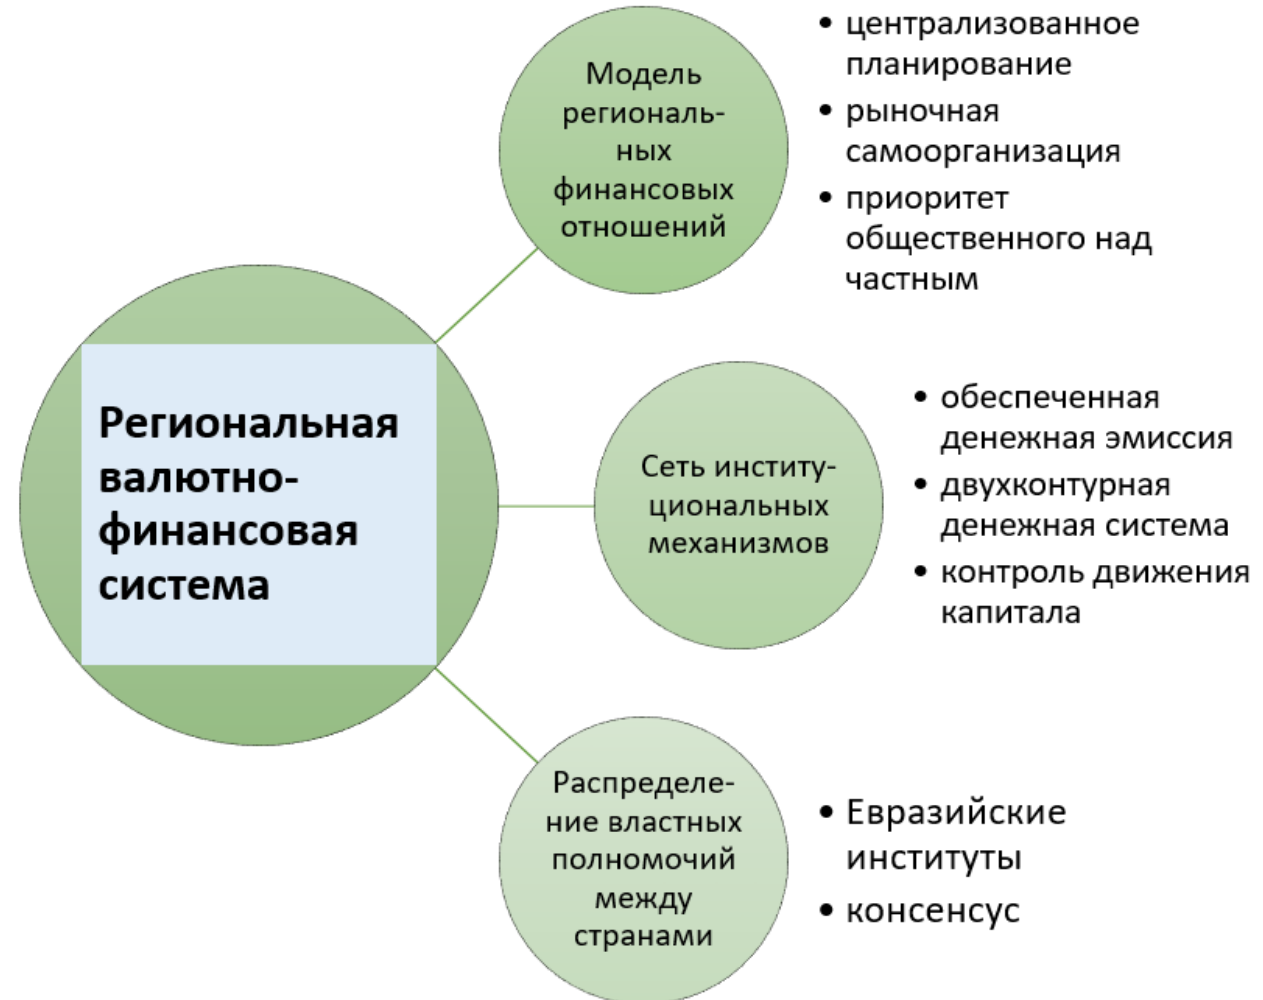 Региональная
валютно-
финансовая
система
Модель
региональ-
ных
финансовых
отношений
• централизованное
планирование
• рыночная
самоорганизация
• приоритет
общественного над
частным
Сеть институ-
циональных
механизмов
• обеспеченная
денежная эмиссия
• двухконтурная
денежная система
• контроль движения
капитала
Распределе-
ние властных
полномочий
между
странами
• Евразийские
институты
• консенсус